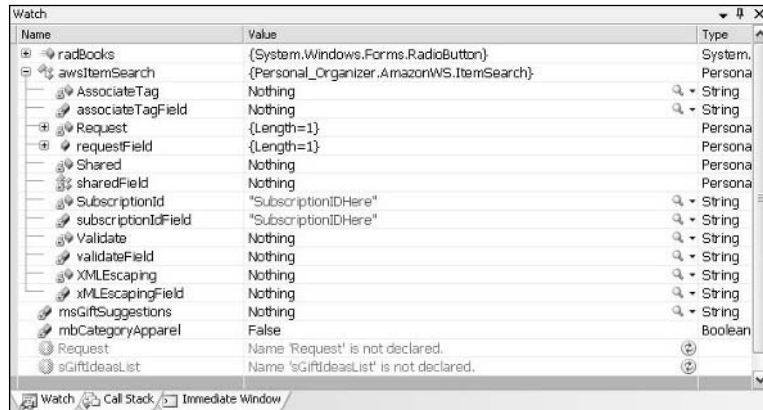 Watch
Name Value Type
radBooks {System.Windows.Forms.RadioButton} System.
awsItemSearch {Personal_Organizer.AmazonWS.ItemSearch} Persona
AssociateTag Nothing String
associateTagField Nothing String
Request {Length=1} Persona
requestField {Length=1} Persona
Shared Nothing Persona
sharedField Nothing Persona
SubscriptionId "SubscriptionIDHere" String
subscriptionIdField "SubscriptionIDHere" String
Validate Nothing String
validateField Nothing String
XMLEscaping Nothing String
xMLEscapingField Nothing String
msGiftSuggestions Nothing String
mbCategoryApparel False Boolean
Request Name 'Request' is not declared.
sGiftIdeasList Name 'sGiftIdeasList' is not declared.
Watch Call Stack Immediate Window